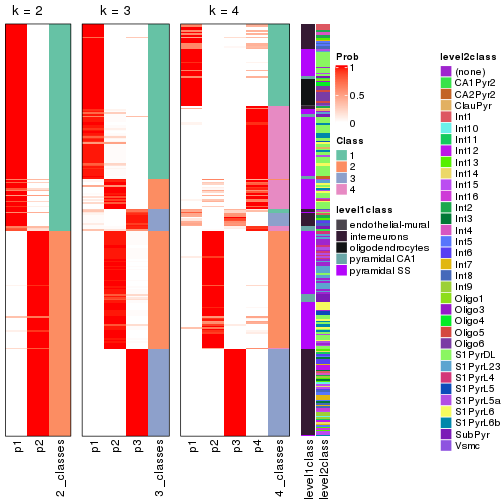 k = 2
k = 3
k = 4
Prob
1
0.5
0
Class
1
2
3
4
level1class
endothelial-mural
interneurons
oligodendrocytes
pyramidal CA1
pyramidal SS
level2class
(none)
CA1Pyr2
CA2Pyr2
ClauPyr
Int1
Int10
Int11
Int12
Int13
Int14
Int15
Int16
Int2
Int3
Int4
Int5
Int6
Int7
Int8
Int9
Oligo1
Oligo3
Oligo4
Oligo5
Oligo6
S1PyrDL
S1PyrL23
S1PyrL4
S1PyrL5
S1PyrL5a
S1PyrL6
S1PyrL6b
SubPyr
Vsmc
p1
p2
2_classes
p1
p2
p3
3_classes
p1
p2
p3
p4
4_classes
level1class
level2class